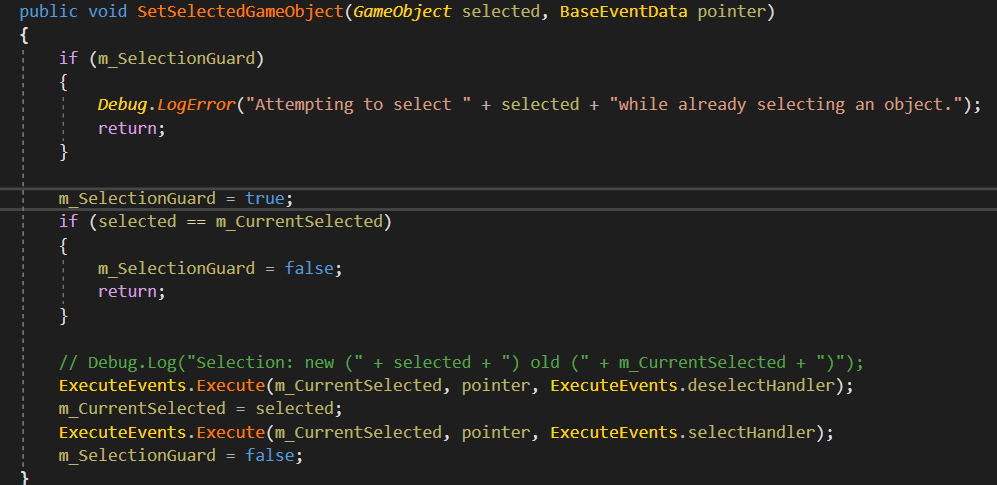 public void SetSelectedGameObject(GameObject selected, BaseEventData pointer)
{
if (m_SelectionGuard)
{
Debug.LogError("Attempting to select " + selected + "while already selecting an object.");
return;
}
m_SelectionGuard = true;
if (selected == m_CurrentSelected)
{
m_SelectionGuard = false;
return;
}
// Debug.Log("Selection: new (" + selected + ") old (" + m_CurrentSelected + ")");
ExecuteEvents.Execute(m_CurrentSelected, pointer, ExecuteEvents.deselectHandler);
m_CurrentSelected = selected;
ExecuteEvents.Execute(m_CurrentSelected, pointer, ExecuteEvents.selectHandler);
m_SelectionGuard = false;
}